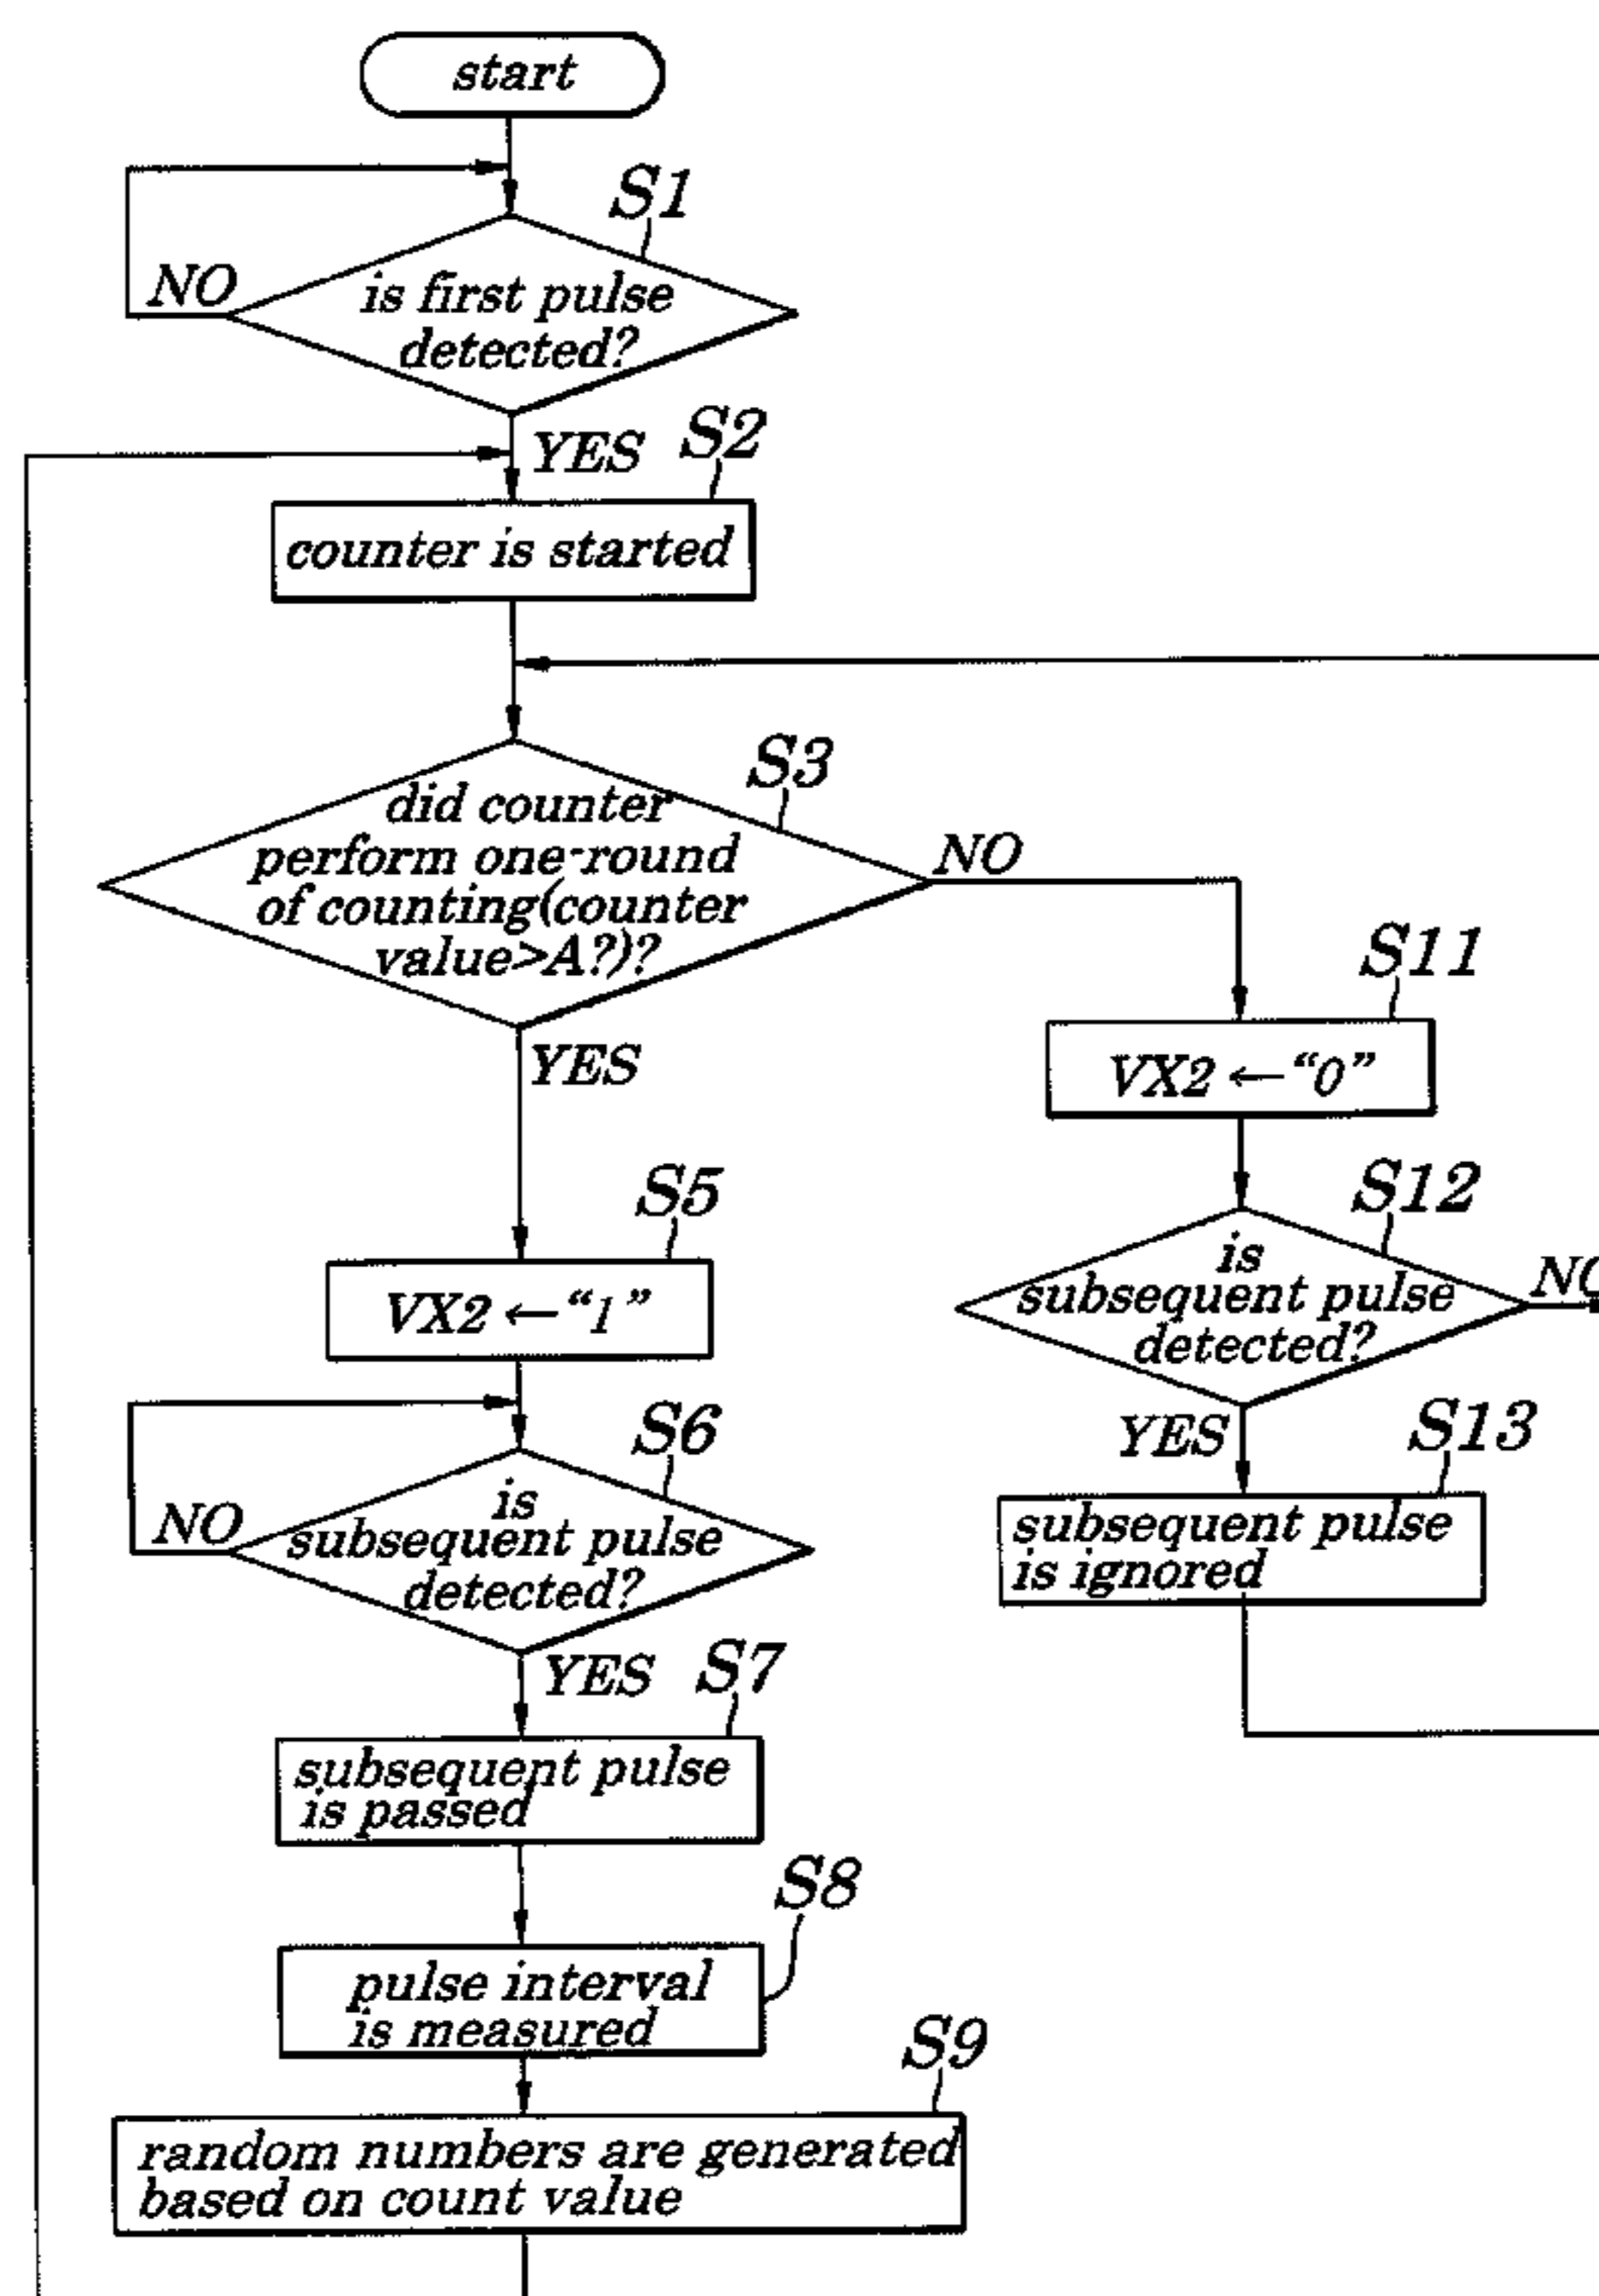 start
S1
is first pulse
detected?
NO
YES
S2
counter is started
S3
did counter
perform one-round
of counting(counter
value>A?)?
NO
YES
S11
VX2 ← “0”
S12
is
subsequent pulse
detected?
NO
YES
S13
subsequent pulse
is ignored
S5
VX2 ← “1”
S6
is
subsequent pulse
detected?
NO
YES
S7
subsequent pulse
is passed
S8
pulse interval
is measured
S9
random numbers are generated
based on count value